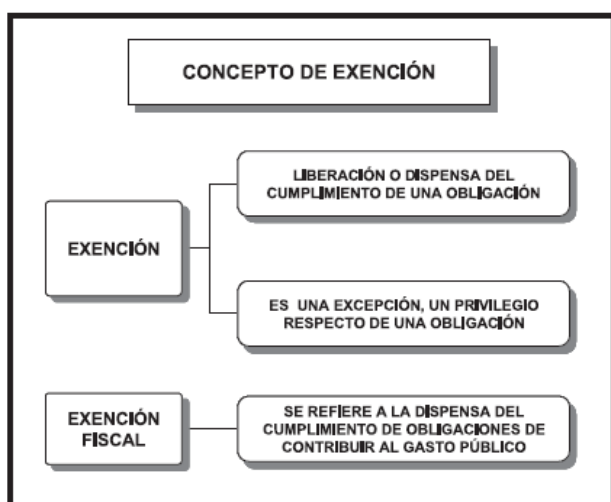 CONCEPTO DE EXENCIÓN
LIBERACIÓN O DISPENSA DEL
CUMPLIMIENTO DE UNA OBLIGACIÓN
EXENCIÓN
ES UNA EXCEPCIÓN, UN PRIVILEGIO
RESPECTO DE UNA OBLIGACIÓN
EXENCIÓN
FISCAL
SE REFIERE A LA DISPENSA DEL
CUMPLIMIENTO DE OBLIGACIONES DE
CONTRIBUIR AL GASTO PÚBLICO